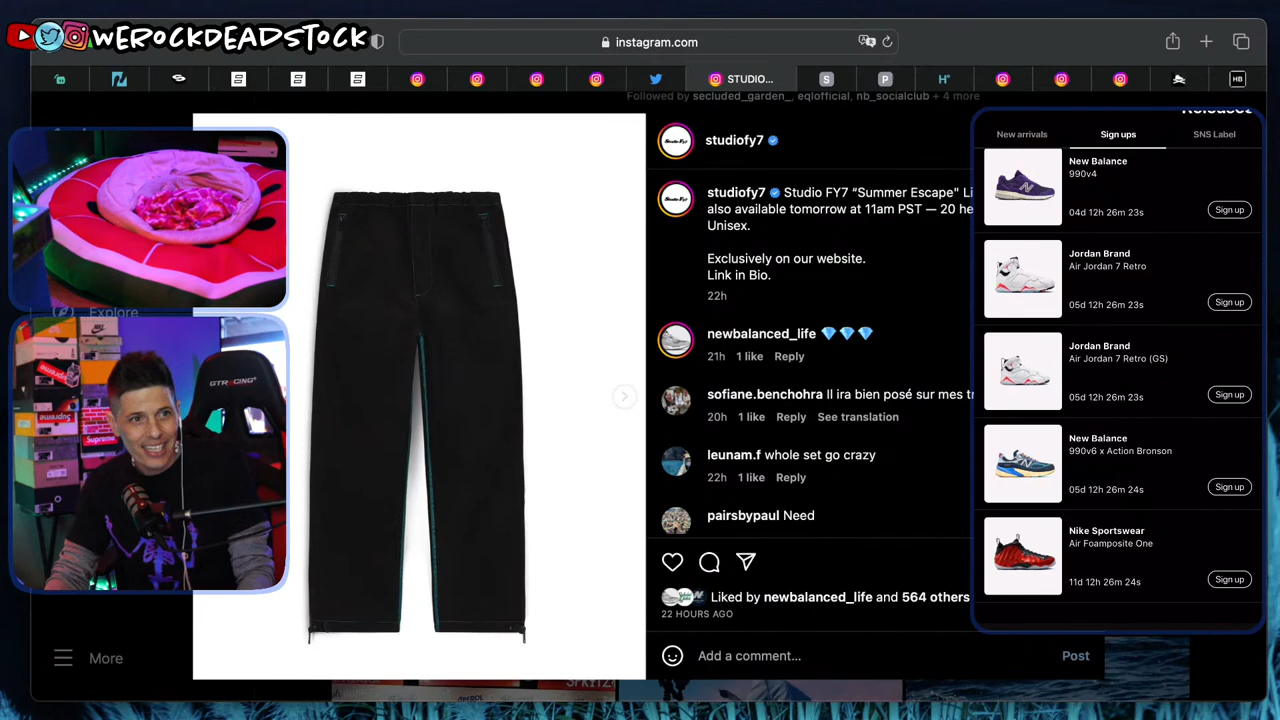 WEROCKDEADSTOCK
instagram.com
STUDIO...
HB
Followed by secluded_garden_, eqlofficial, nb_socialclub + 4 more
studiofy7
studiofy7 Studio FY7 “Summer Escape” Li
also available tomorrow at 11am PST — 20 he
Unisex.
Exclusively on our website.
Link in Bio.
22h
newbalanced_life 💎💎💎
21h 1 like Reply
sofiane.benchohra Il ira bien posé sur mes t
20h 1 like Reply See translation
leunam.f whole set go crazy
22h 1 like Reply
pairsbypaul Need
Liked by newbalanced_life and 564 others
22 HOURS AGO
Add a comment...
Post
Explore
More
New arrivals
Sign ups
SNS Label
New Balance
990v4
04d 12h 26m 23s
Sign up
Jordan Brand
Air Jordan 7 Retro
05d 12h 26m 23s
Sign up
Jordan Brand
Air Jordan 7 Retro (GS)
05d 12h 26m 23s
Sign up
New Balance
990v6 x Action Bronson
05d 12h 26m 24s
Sign up
Nike Sportswear
Air Foamposite One
11d 12h 26m 24s
Sign up
GTRACING
Supreme